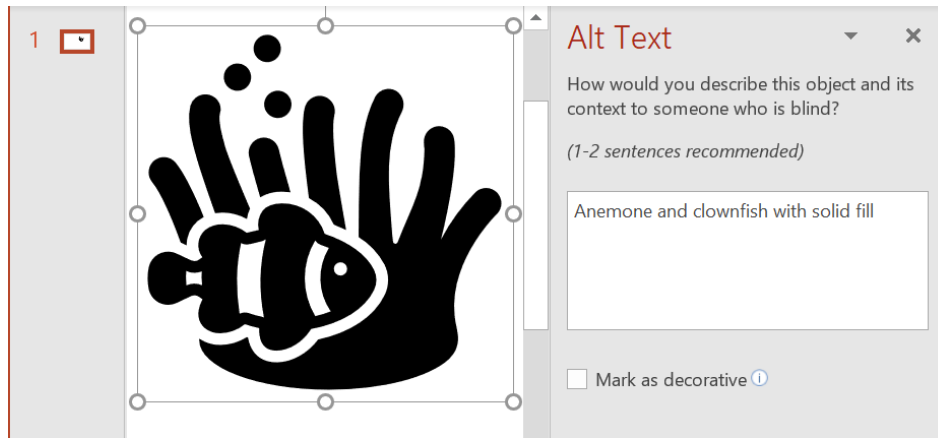 1
Alt Text
How would you describe this object and its
context to someone who is blind?
(1-2 sentences recommended)
Anemone and clownfish with solid fill
Mark as decorative